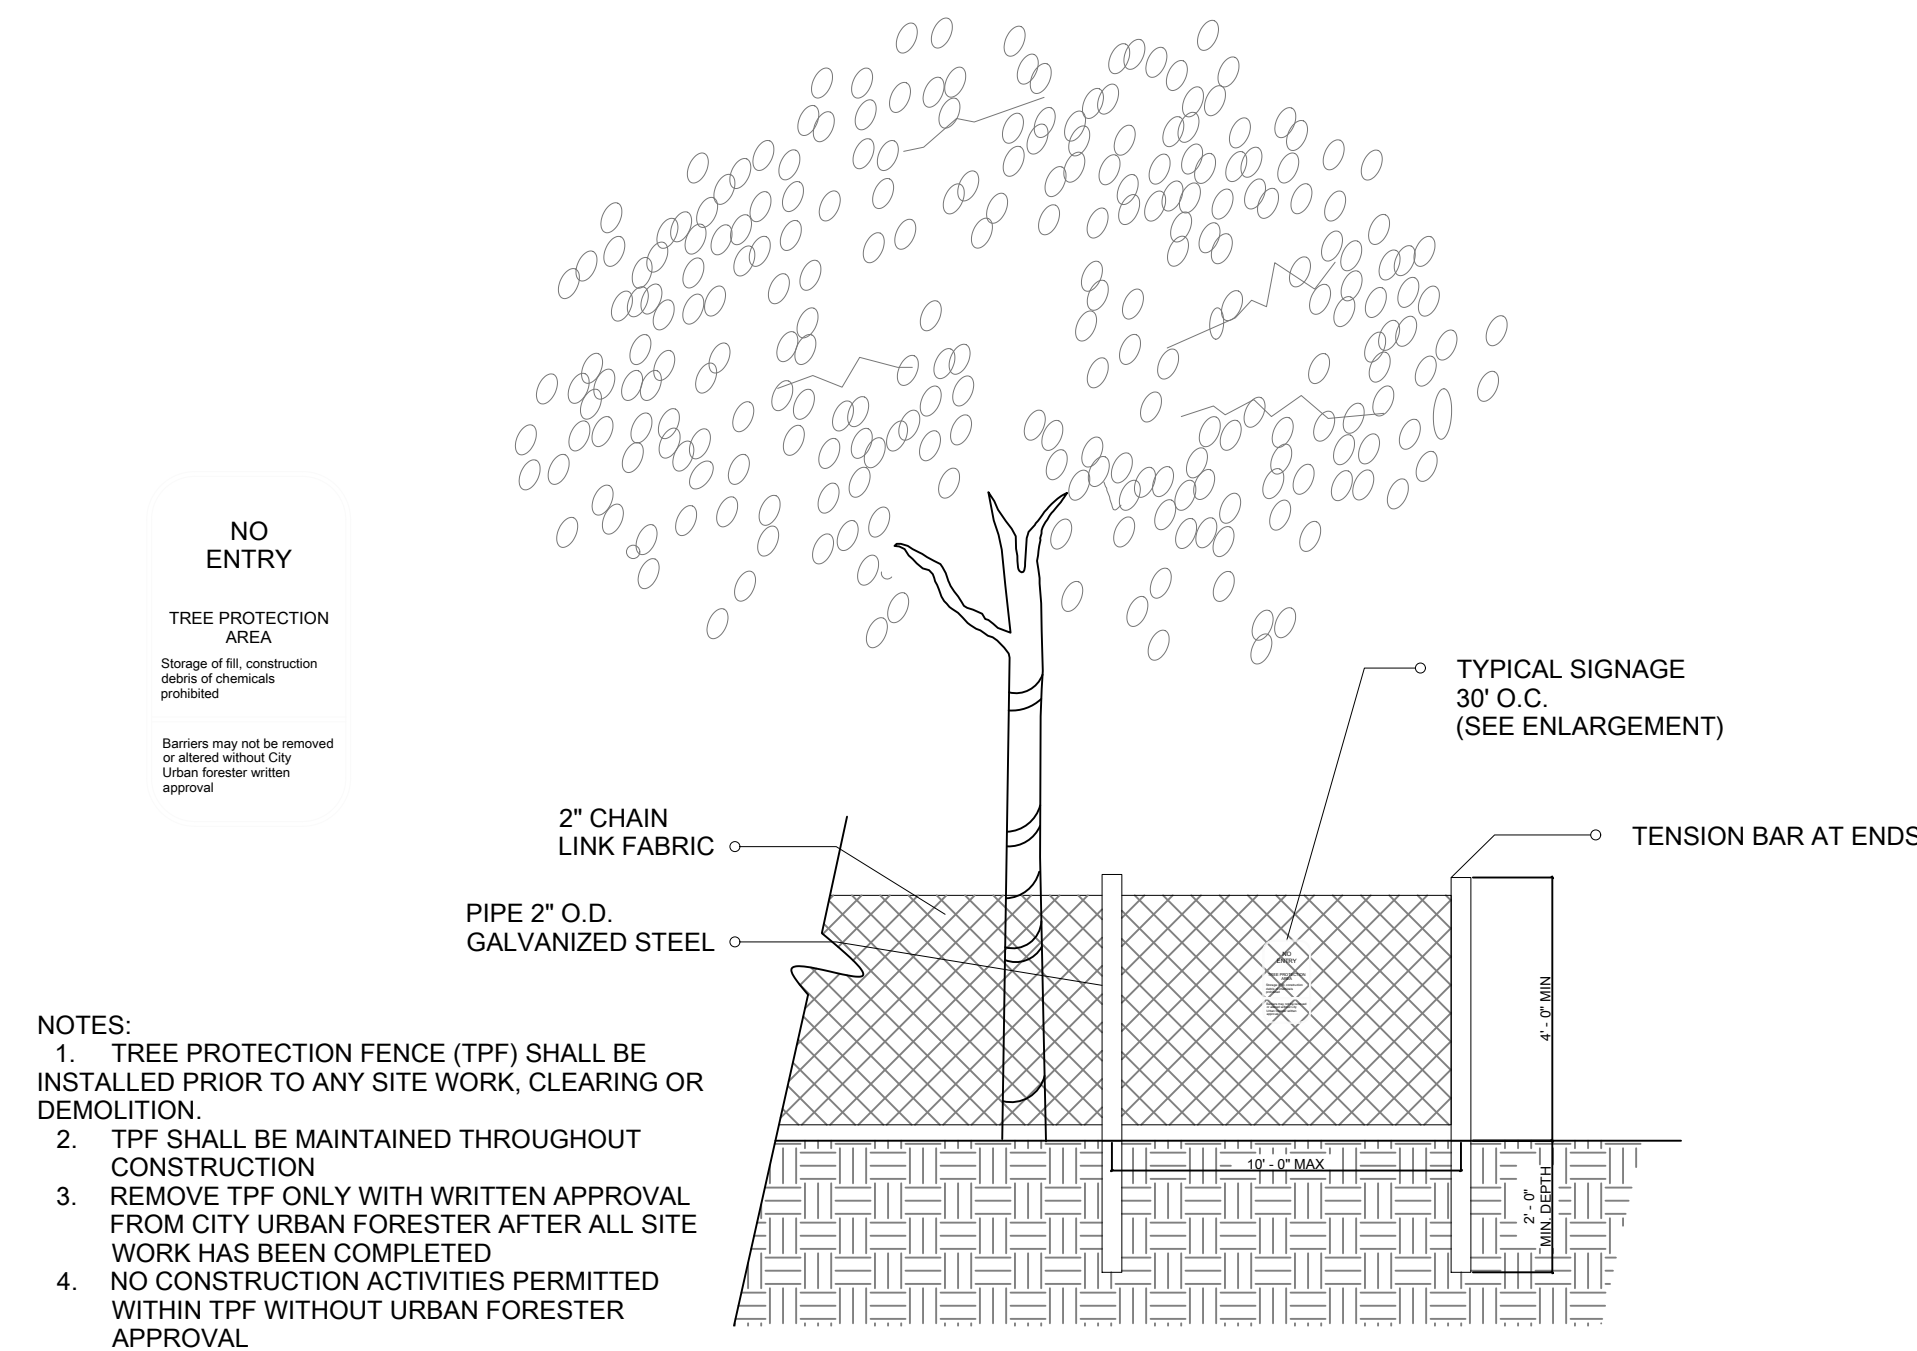 NO
ENTRY
TREE PROTECTION
AREA
Storage of fill, construction
debris of chemicals
prohibited
Barriers may not be removed
or altered without City
Urban forester written
approval
TYPICAL SIGNAGE
30' O.C.
(SEE ENLARGEMENT)
2" CHAIN
LINK FABRIC
TENSION BAR AT ENDS
PIPE 2" O.D.
GALVANIZED STEEL
NO
ENTRY
TREE PROTECTION
AREA
4' - 0" MIN
10' - 0" MAX
2' - 0"
MIN. DEPTH
NOTES:
1. TREE PROTECTION FENCE (TPF) SHALL BE
INSTALLED PRIOR TO ANY SITE WORK, CLEARING OR
DEMOLITION.
2. TPF SHALL BE MAINTAINED THROUGHOUT
CONSTRUCTION
3. REMOVE TPF ONLY WITH WRITTEN APPROVAL
FROM CITY URBAN FORESTER AFTER ALL SITE
WORK HAS BEEN COMPLETED
4. NO CONSTRUCTION ACTIVITIES PERMITTED
WITHIN TPF WITHOUT URBAN FORESTER
APPROVAL